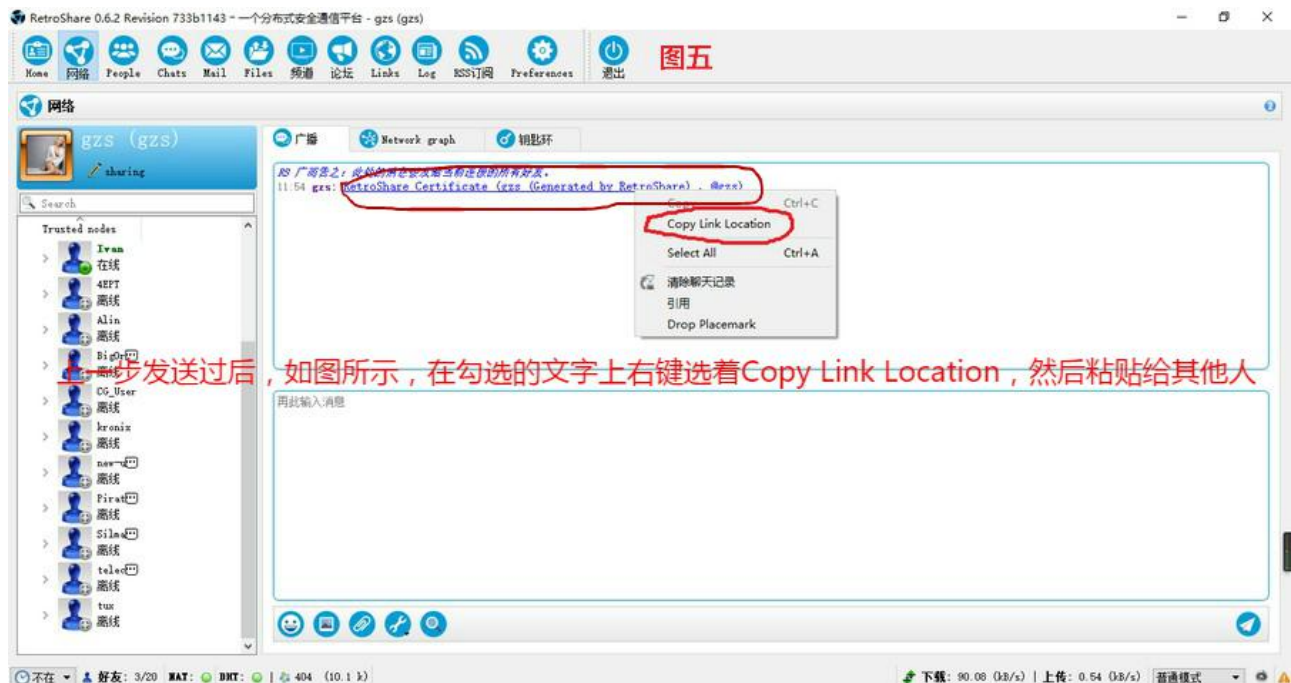 RetroShare 0.6.2 Revision 733b1143 - 一个分布式安全通信平台 - gzs (gzs)
Home 网络 People Chats Mail Files 频道 论坛 Links Log RSS订阅 Preferences 退出
图五
网络
gzs (gzs)
sharing
Search
Trusted nodes
Ivan
在线
4EPT
离线
Alin
离线
BigOr
离线
CG_User
离线
kronix
离线
new-u
离线
Pirat
离线
Silma
离线
telec
离线
tux
离线
广播 Network graph 钥匙环
RS 广而告之: 此处的消息会发给当前连接的所有好友。
11:54 gzs: RetroShare Certificate (gzs (Generated by RetroShare) , @gzs)
Copy Ctrl+C
Copy Link Location
Select All Ctrl+A
清除聊天记录
引用
Drop Placemark
上一步发送过后，如图所示，在勾选的文字上右键选着Copy Link Location，然后粘贴给其他人
再此输入消息
不在 好友: 3/20 NAT: DHT: | 404 (10.1 k) 下载: 90.08 (kB/s) | 上传: 0.54 (kB/s) 普通模式